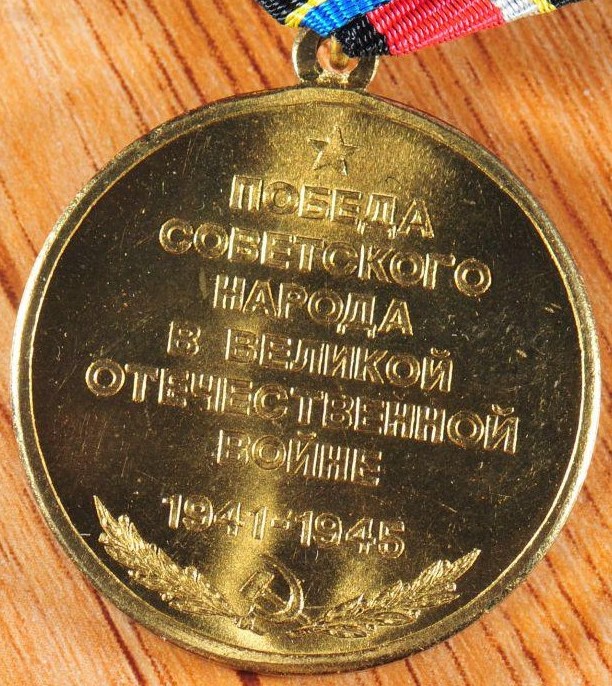 ПОБЕДА
СОВЕТСКОГО
НАРОДА
В ВЕЛИКОЙ
ОТЕЧЕСТВЕННОЙ
ВОЙНЕ
1941-1945